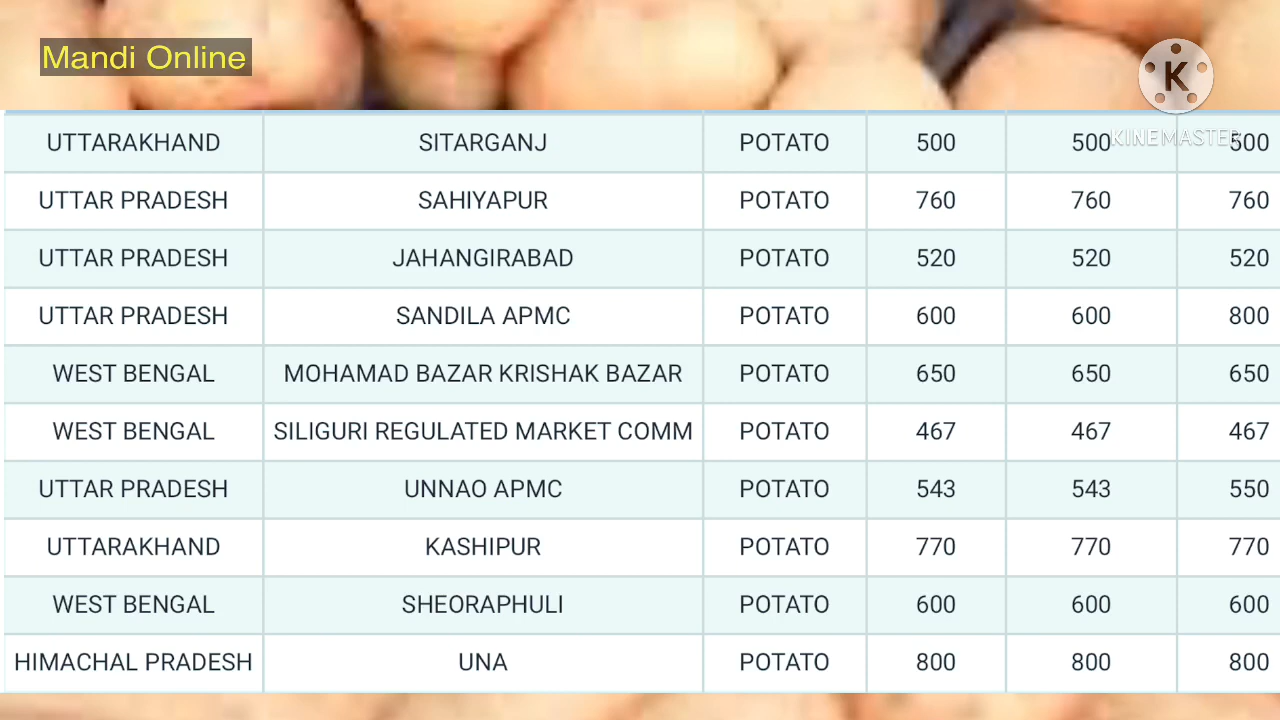 Mandi Online
K
KINEMASTER
UTTARAKHAND SITARGANJ POTATO 500 500 500
UTTAR PRADESH SAHIYAPUR POTATO 760 760 760
UTTAR PRADESH JAHANGIRABAD POTATO 520 520 520
UTTAR PRADESH SANDILA APMC POTATO 600 600 800
WEST BENGAL MOHAMAD BAZAR KRISHAK BAZAR POTATO 650 650 650
WEST BENGAL SILIGURI REGULATED MARKET COMM POTATO 467 467 467
UTTAR PRADESH UNNAO APMC POTATO 543 543 550
UTTARAKHAND KASHIPUR POTATO 770 770 770
WEST BENGAL SHEORAPHULI POTATO 600 600 600
HIMACHAL PRADESH UNA POTATO 800 800 800